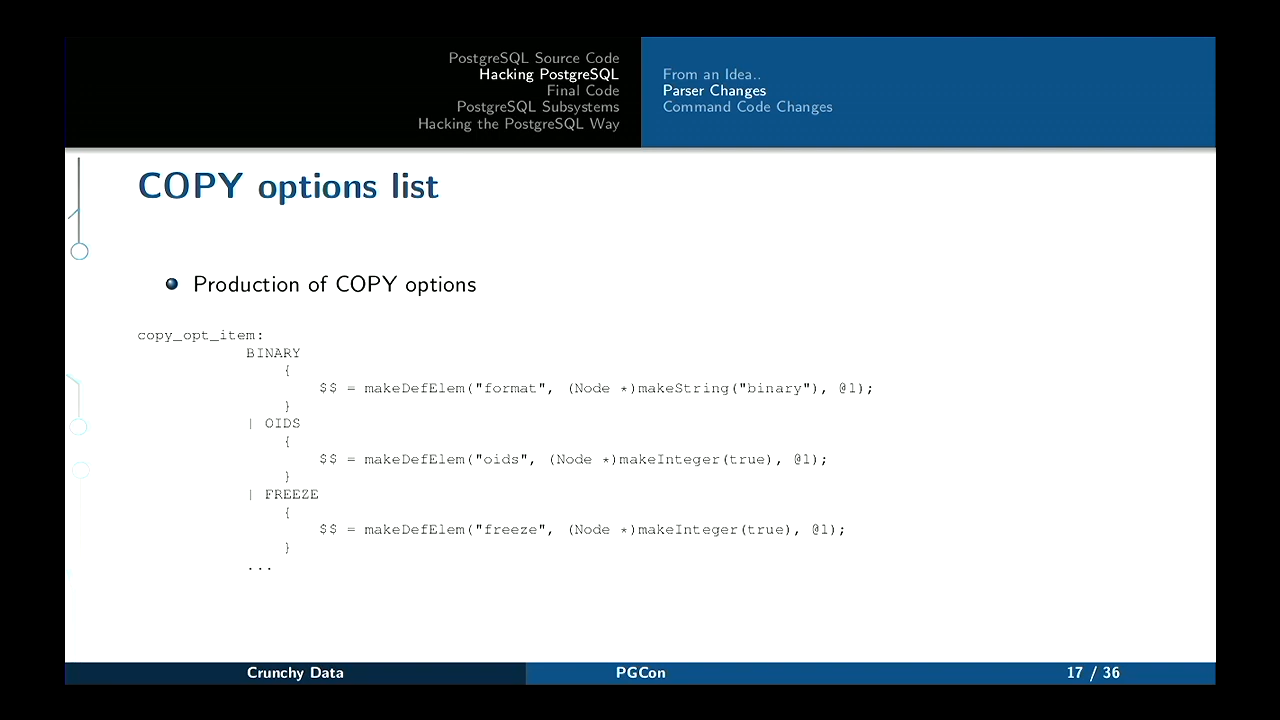 PostgreSQL Source Code
Hacking PostgreSQL
Final Code
PostgreSQL Subsystems
Hacking the PostgreSQL Way
From an Idea..
Parser Changes
Command Code Changes
COPY options list
Production of COPY options
copy_opt_item:
BINARY
{
$$ = makeDefElem("format", (Node *)makeString("binary"), @1);
}
| OIDS
{
$$ = makeDefElem("oids", (Node *)makeInteger(true), @1);
}
| FREEZE
{
$$ = makeDefElem("freeze", (Node *)makeInteger(true), @1);
}
...
Crunchy Data PGCon 17 / 36